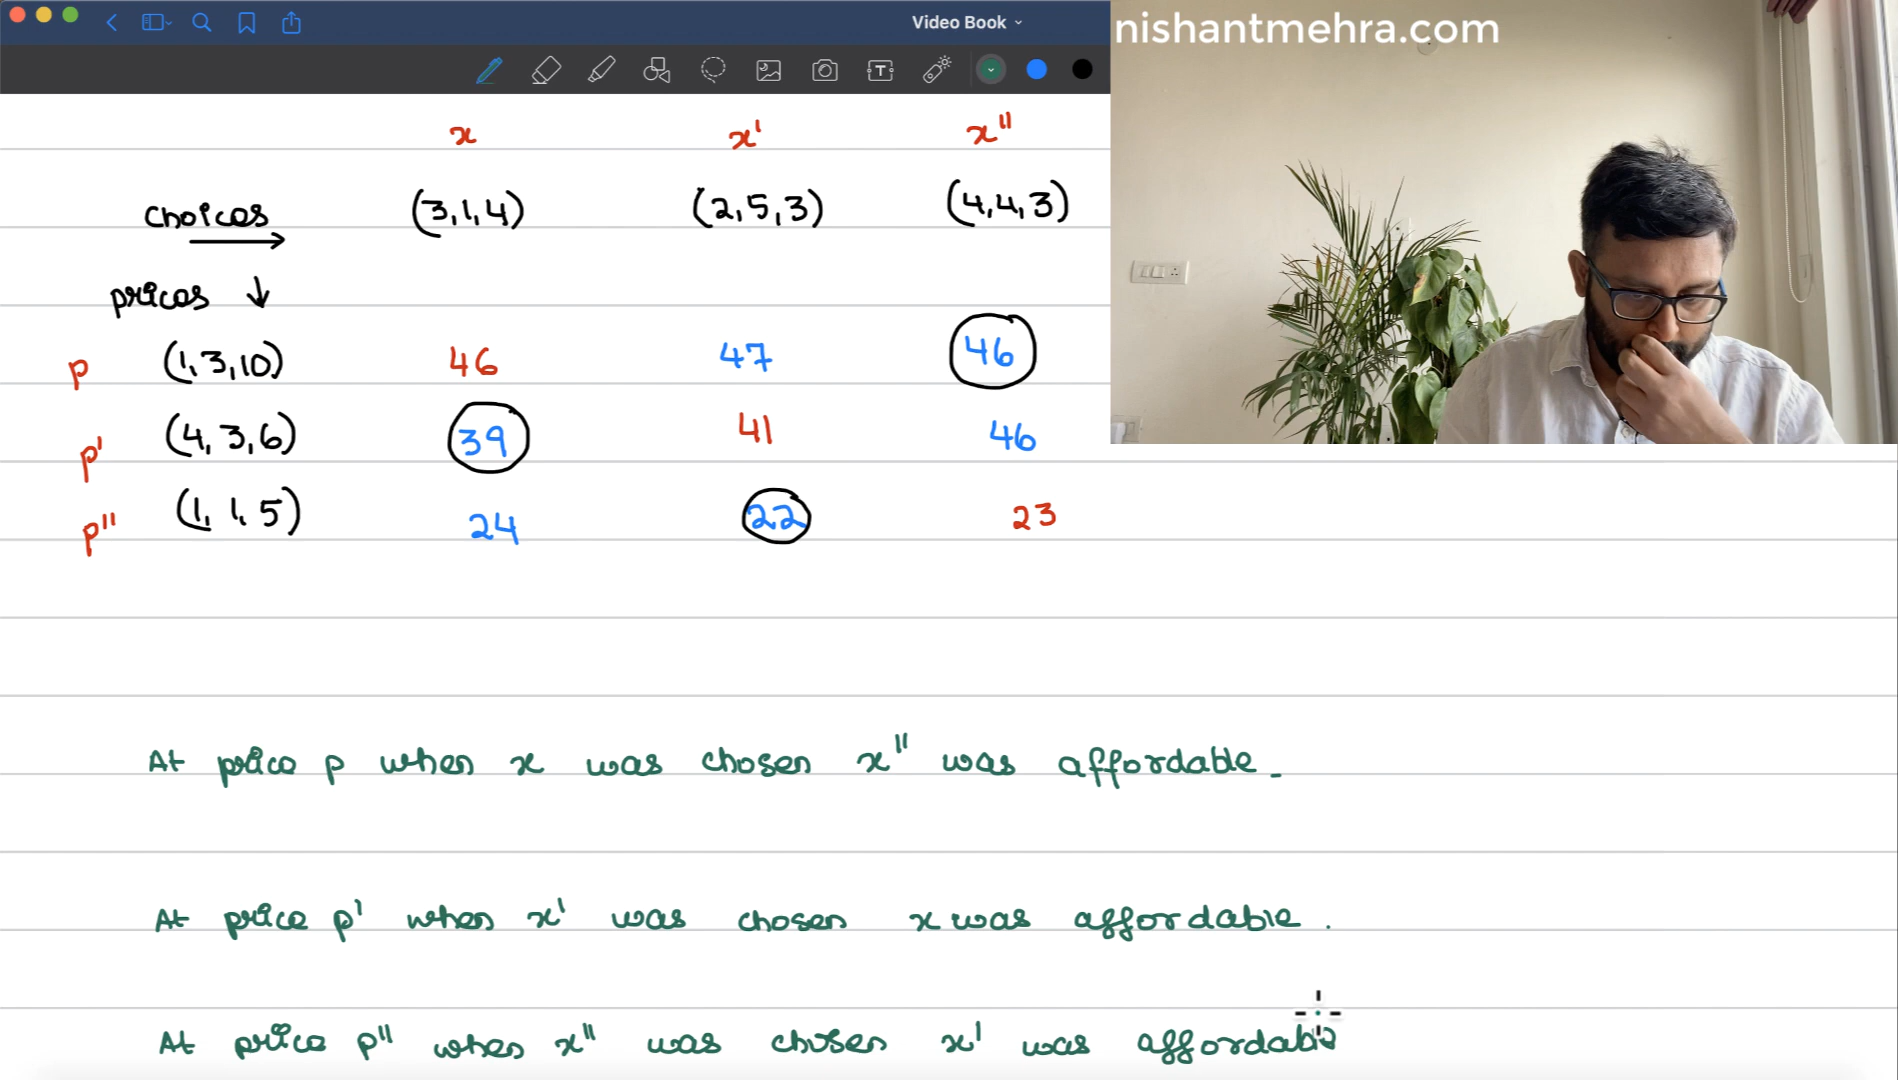 Video Book
nishantmehra.com
x x' x"
choices (3,1,4) (2,5,3) (4,4,3)
prices ↓
p (1,3,10) 46 47 46
p' (4,3,6) 39 41 46
p" (1,1,5) 24 22 23
At price p when x was chosen x" was affordable.
At price p' when x' was chosen x was affordable.
At price p" when x" was chosen x' was affordable